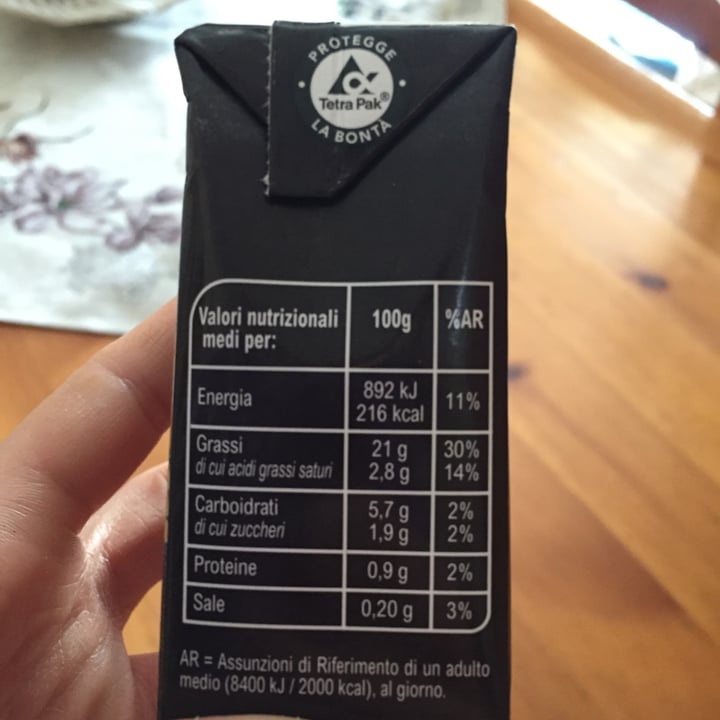 PROTEGGE
Tetra Pak®
LA BONTÀ
Valori nutrizionali medi per: 100g %AR
Energia 892 kJ 216 kcal 11%
Grassi 21 g 30%
di cui acidi grassi saturi 2,8 g 14%
Carboidrati 5,7 g 2%
di cui zuccheri 1,9 g 2%
Proteine 0,9 g 2%
Sale 0,20 g 3%
AR = Assunzioni di Riferimento di un adulto
medio (8400 kJ / 2000 kcal), al giorno.